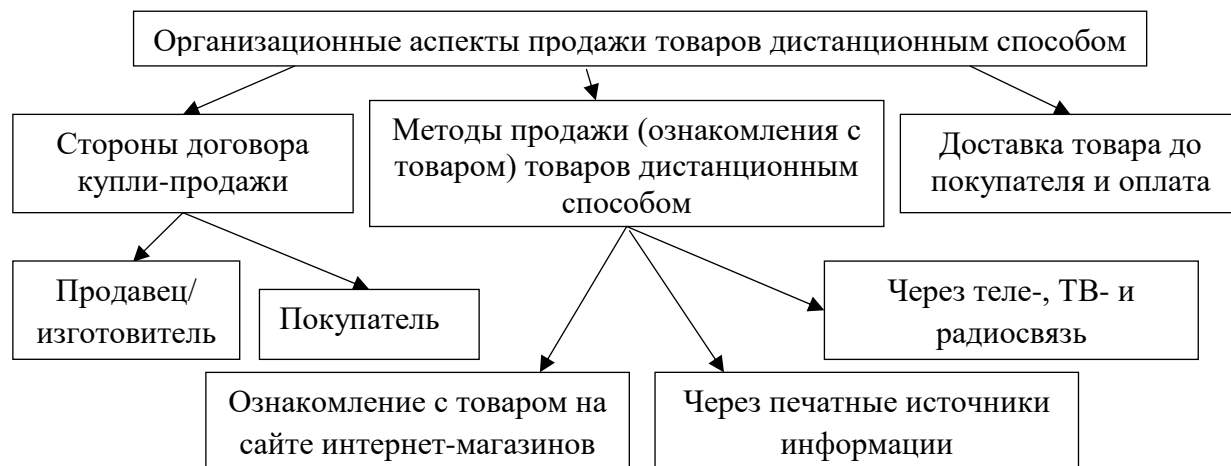 Организационные аспекты продажи товаров дистанционным способом
Стороны договора
купли-продажи
Методы продажи (ознакомления с
товаром) товаров дистанционным
способом
Доставка товара до
покупателя и оплата
Продавец/
изготовитель
Покупатель
Через теле-, ТВ- и
радиосвязь
Ознакомление с товаром на
сайте интернет-магазинов
Через печатные источники
информации